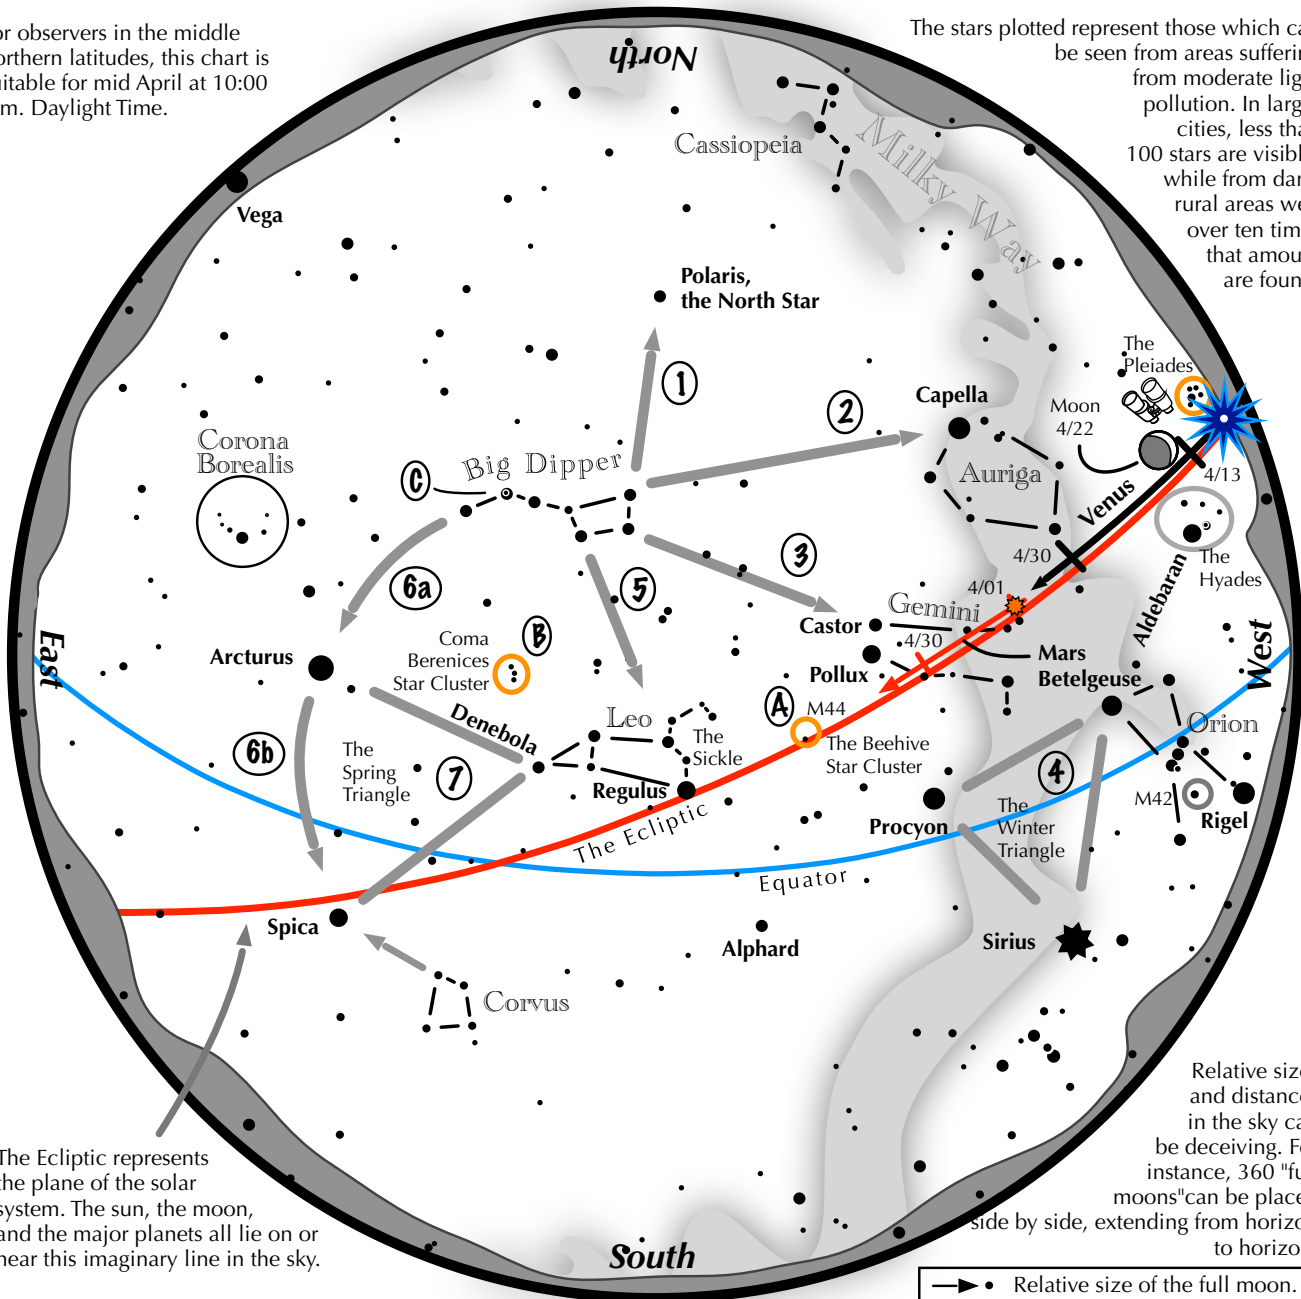 or observers in the middle
orthern latitudes, this chart is
uitable for mid April at 10:00
m. Daylight Time.
The stars plotted represent those which ca
be seen from areas sufferin
from moderate lig
pollution. In larg
cities, less tha
100 stars are visibl
while from dar
rural areas we
over ten tim
that amou
are foun
North
Cassiopeia
Milky Way
Vega
Polaris,
the North Star
The
Pleiades
1
2
Capella
Moon
4/22
Corona
Borealis
Big Dipper
C
Auriga
4/13
Venus
3
4/30
The
Hyades
6a
5
4/01
Aldebaran
Gemini
Castor
4/30
East
Arcturus
Coma
Berenices
Star Cluster
B
Pollux
Mars
Betelgeuse
West
A
M44
Denebola
Leo
The
Sickle
The Beehive
Star Cluster
Orion
6b
The
Spring
Triangle
7
Regulus
4
M42
Rigel
Procyon
The
Winter
Triangle
The Ecliptic
Equator
Spica
Alphard
Sirius
Corvus
Relative size
and distance
in the sky ca
be deceiving. Fo
instance, 360 "fu
moons"can be place
side by side, extending from horizo
to horizo
The Ecliptic represents
the plane of the solar
system. The sun, the moon,
and the major planets all lie on or
near this imaginary line in the sky.
South
Relative size of the full moon.